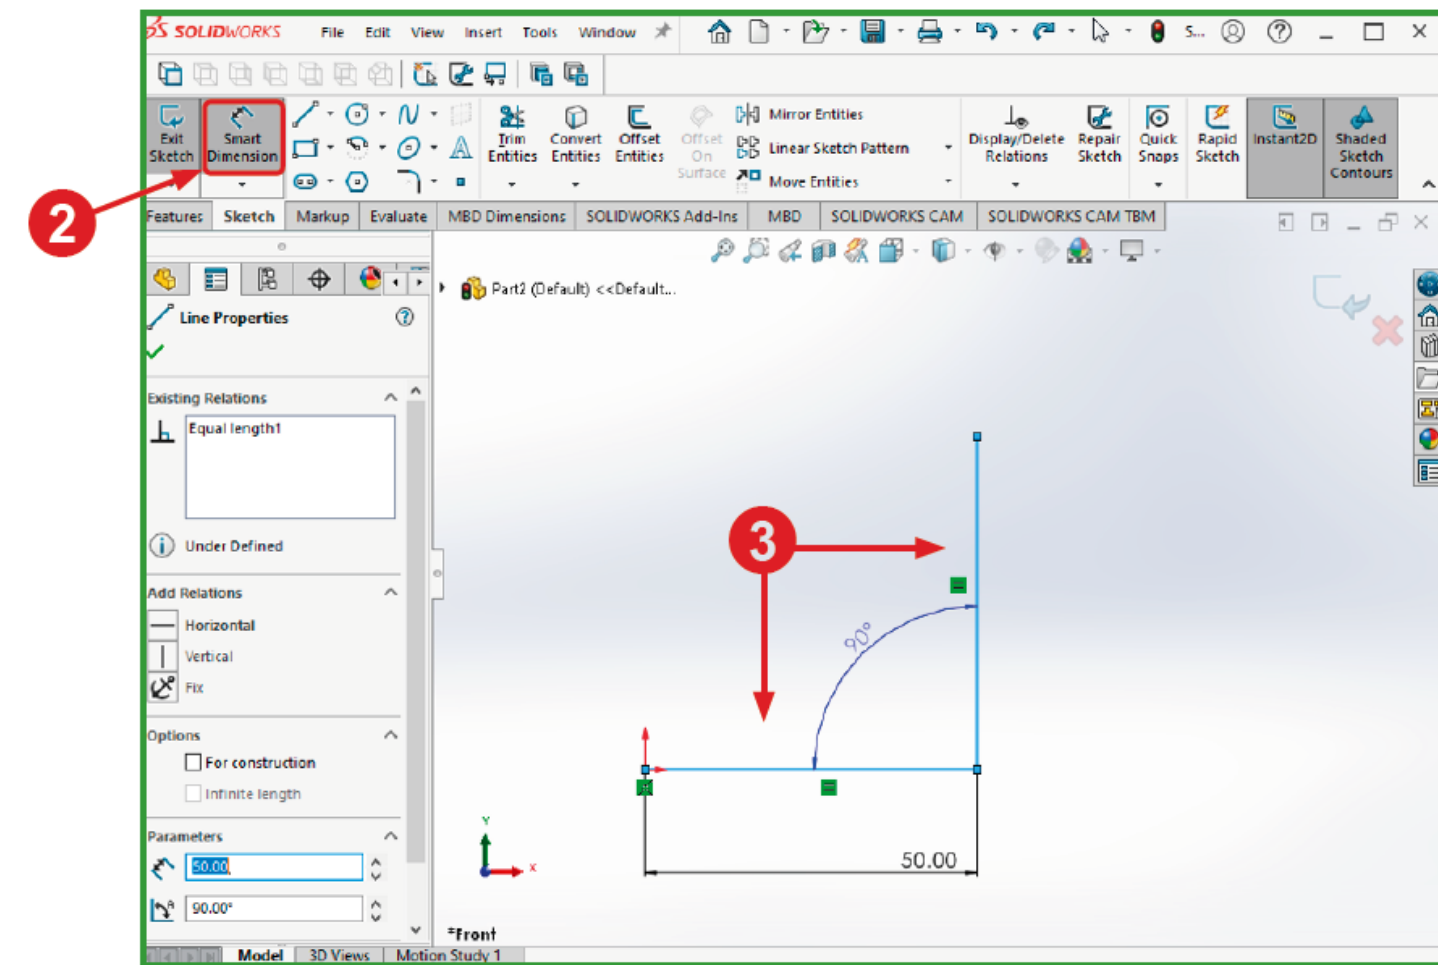 SOLIDWORKS File Edit View Insert Tools Window S...
Exit Sketch
Smart Dimension
Trim Entities
Convert Entities
Offset Entities
Offset On Surface
Mirror Entities
Linear Sketch Pattern
Move Entities
Display/Delete Relations
Repair Sketch
Quick Snaps
Rapid Sketch
Instant2D
Shaded Sketch Contours
2
Features Sketch Markup Evaluate MBD Dimensions SOLIDWORKS Add-Ins MBD SOLIDWORKS CAM SOLIDWORKS CAM TBM
Part2 (Default) <<Default...
Line Properties
Existing Relations
Equal length1
Under Defined
Add Relations
Horizontal
Vertical
Fix
Options
For construction
Infinite length
Parameters
50.00
90.00°
3
90°
50.00
Y
X
*Front
Model 3D Views Motion Study 1